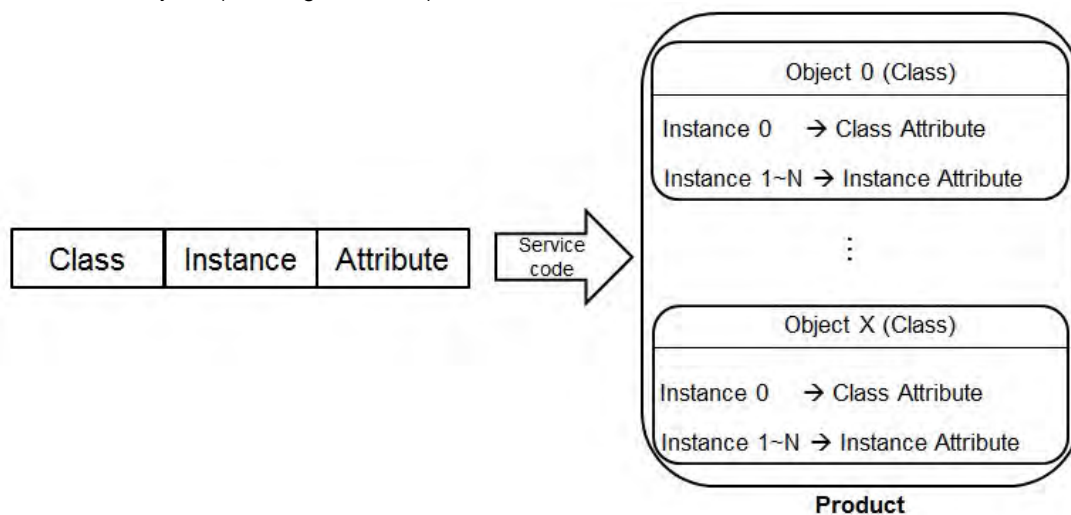 Object 0 (Class)
Instance 0 → Class Attribute
Instance 1~N → Instance Attribute
Class Instance Attribute
Service
code
⋮
Object X (Class)
Instance 0 → Class Attribute
Instance 1~N → Instance Attribute
Product